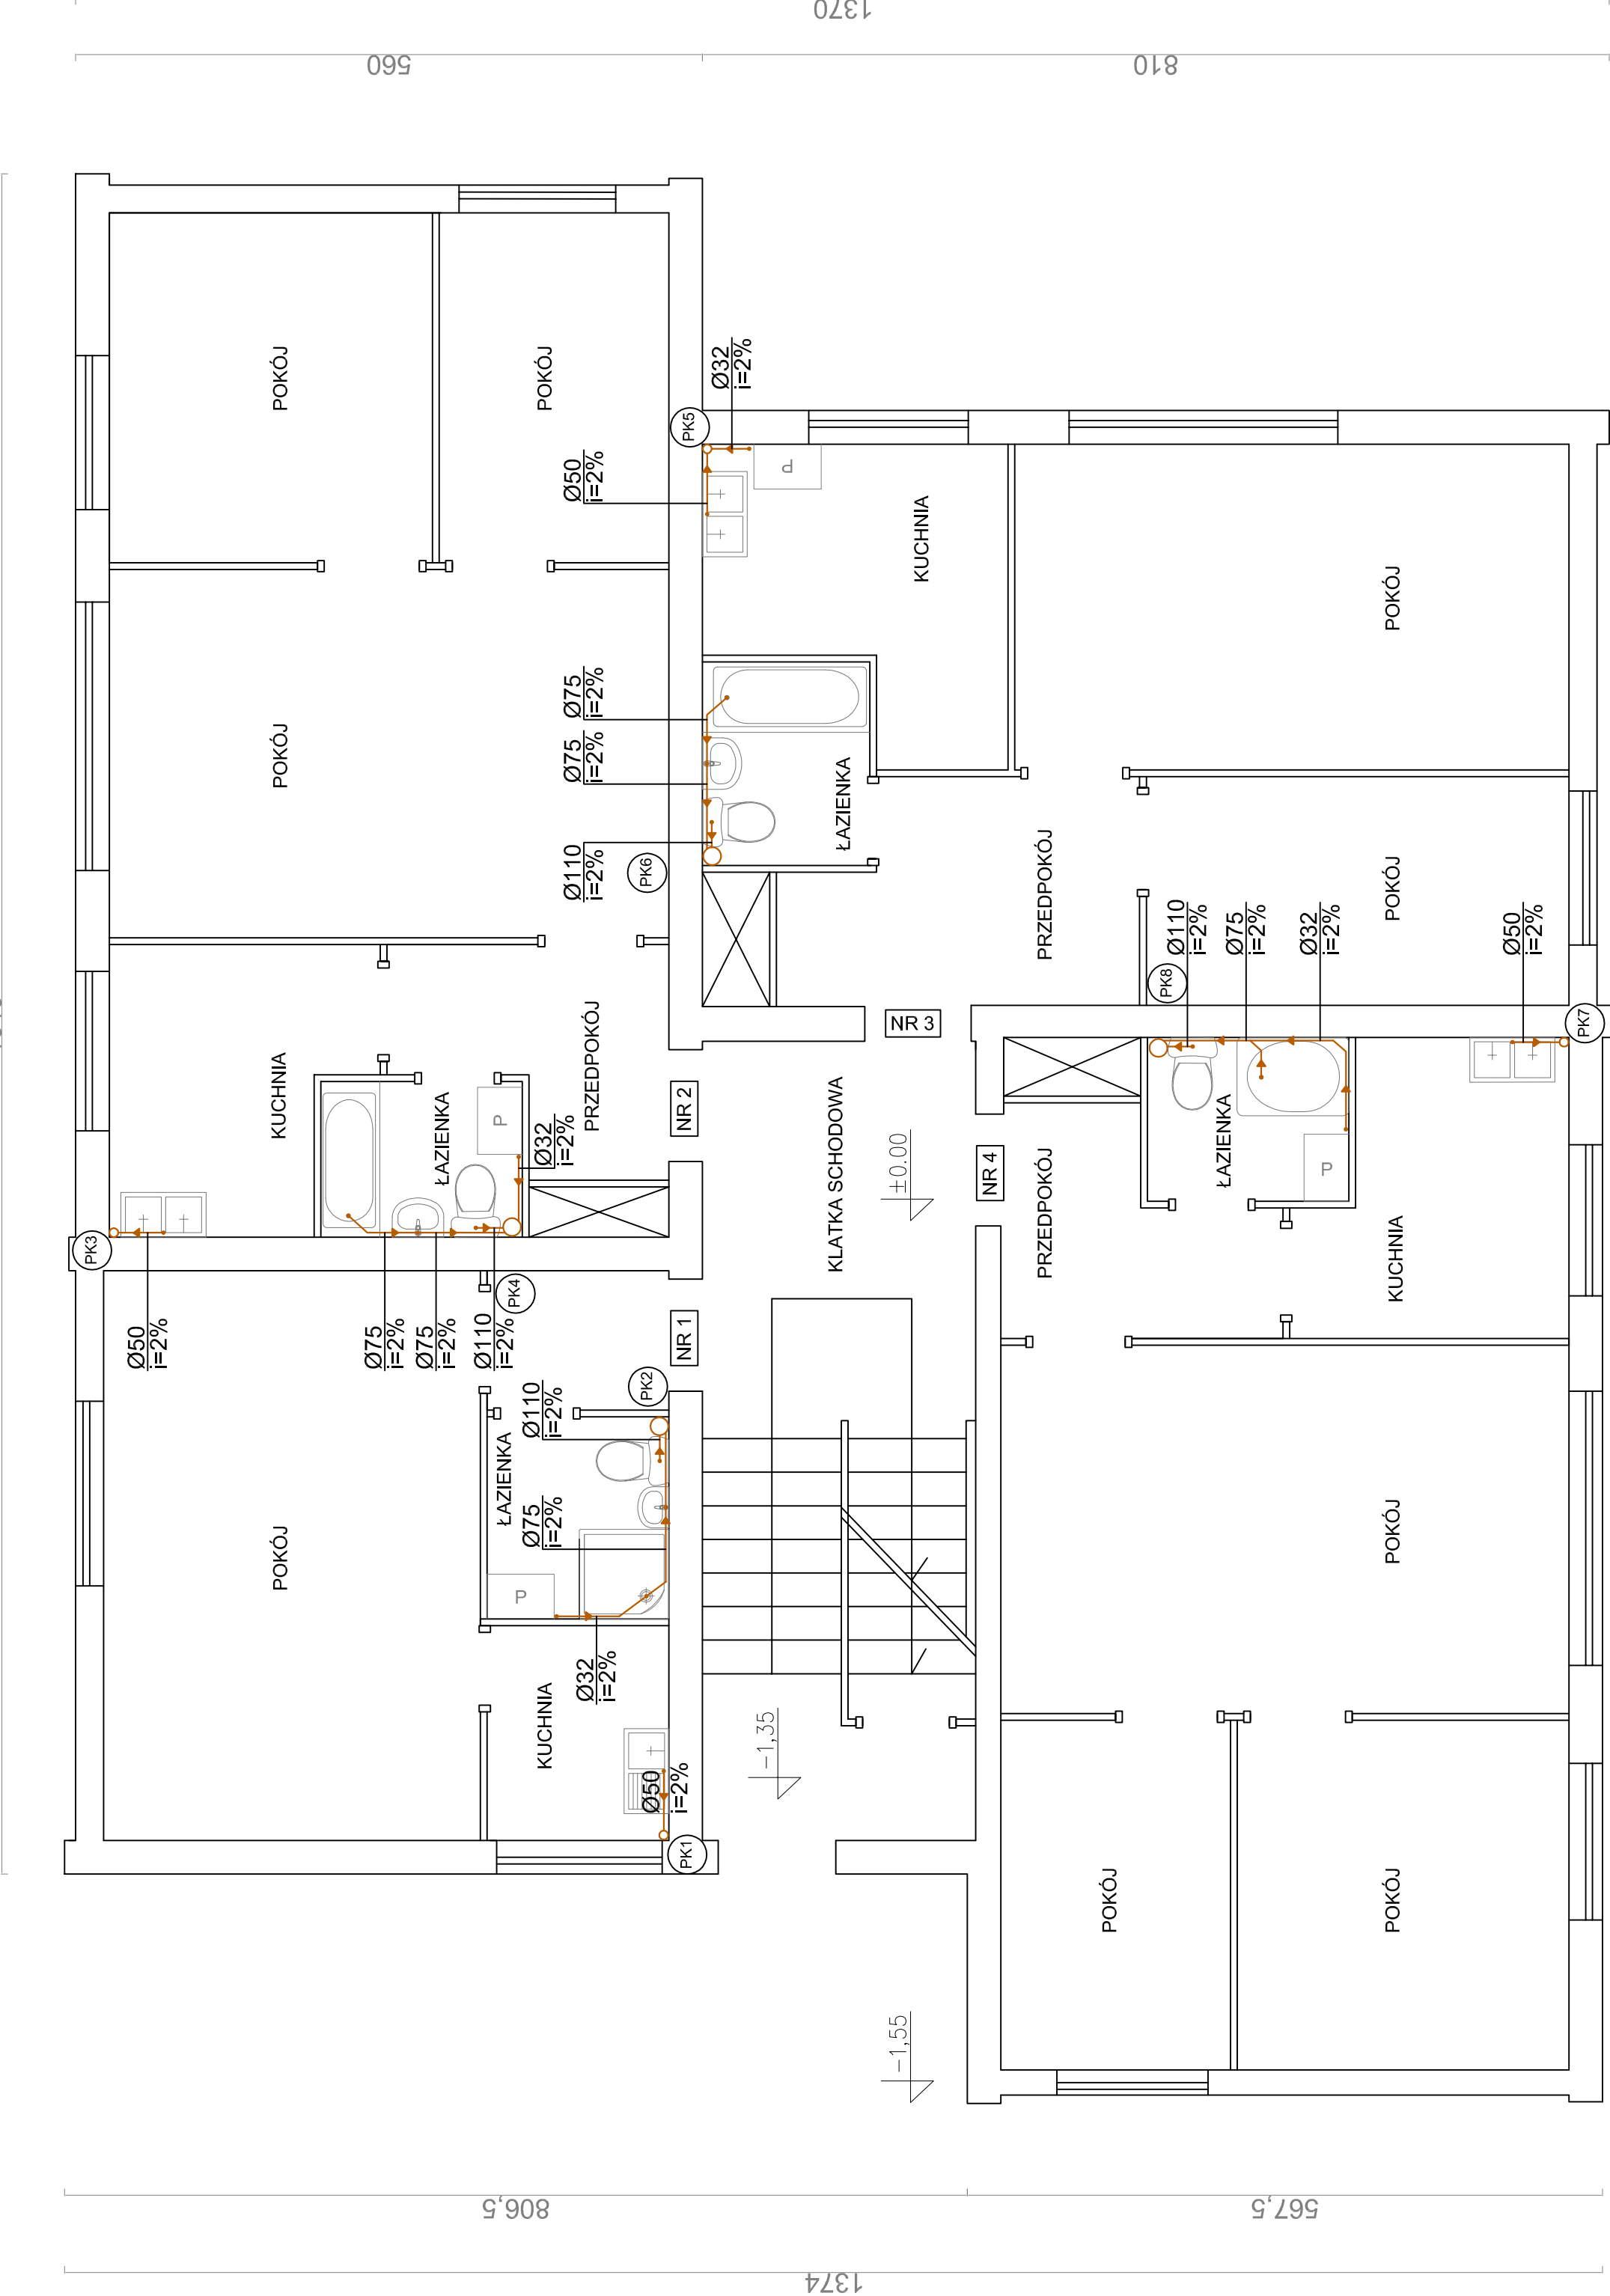 1370
560
810
POKÓJ
POKÓJ
Ø32
i=2%
PK5
Ø50
i=2%
P
KUCHNIA
POKÓJ
POKÓJ
Ø75
i=2%
Ø75
i=2%
Ø110
i=2%
PK6
ŁAZIENKA
PRZEDPOKÓJ
POKÓJ
Ø110
i=2%
Ø75
i=2%
Ø32
i=2%
Ø50
i=2%
PK8
PK7
NR 3
KUCHNIA
PRZEDPOKÓJ
ŁAZIENKA
P
Ø32
i=2%
NR 2
KLATKA SCHODOWA
±0.00
NR 4
PRZEDPOKÓJ
ŁAZIENKA
P
KUCHNIA
PK3
PK4
Ø50
i=2%
Ø75
i=2%
Ø75
i=2%
Ø110
i=2%
NR 1
PK2
Ø110
i=2%
ŁAZIENKA
Ø75
i=2%
POKÓJ
P
Ø32
i=2%
KUCHNIA
Ø50
i=2%
PK1
-1,35
POKÓJ
POKÓJ
POKÓJ
-1,55
806,5
567,5
1374